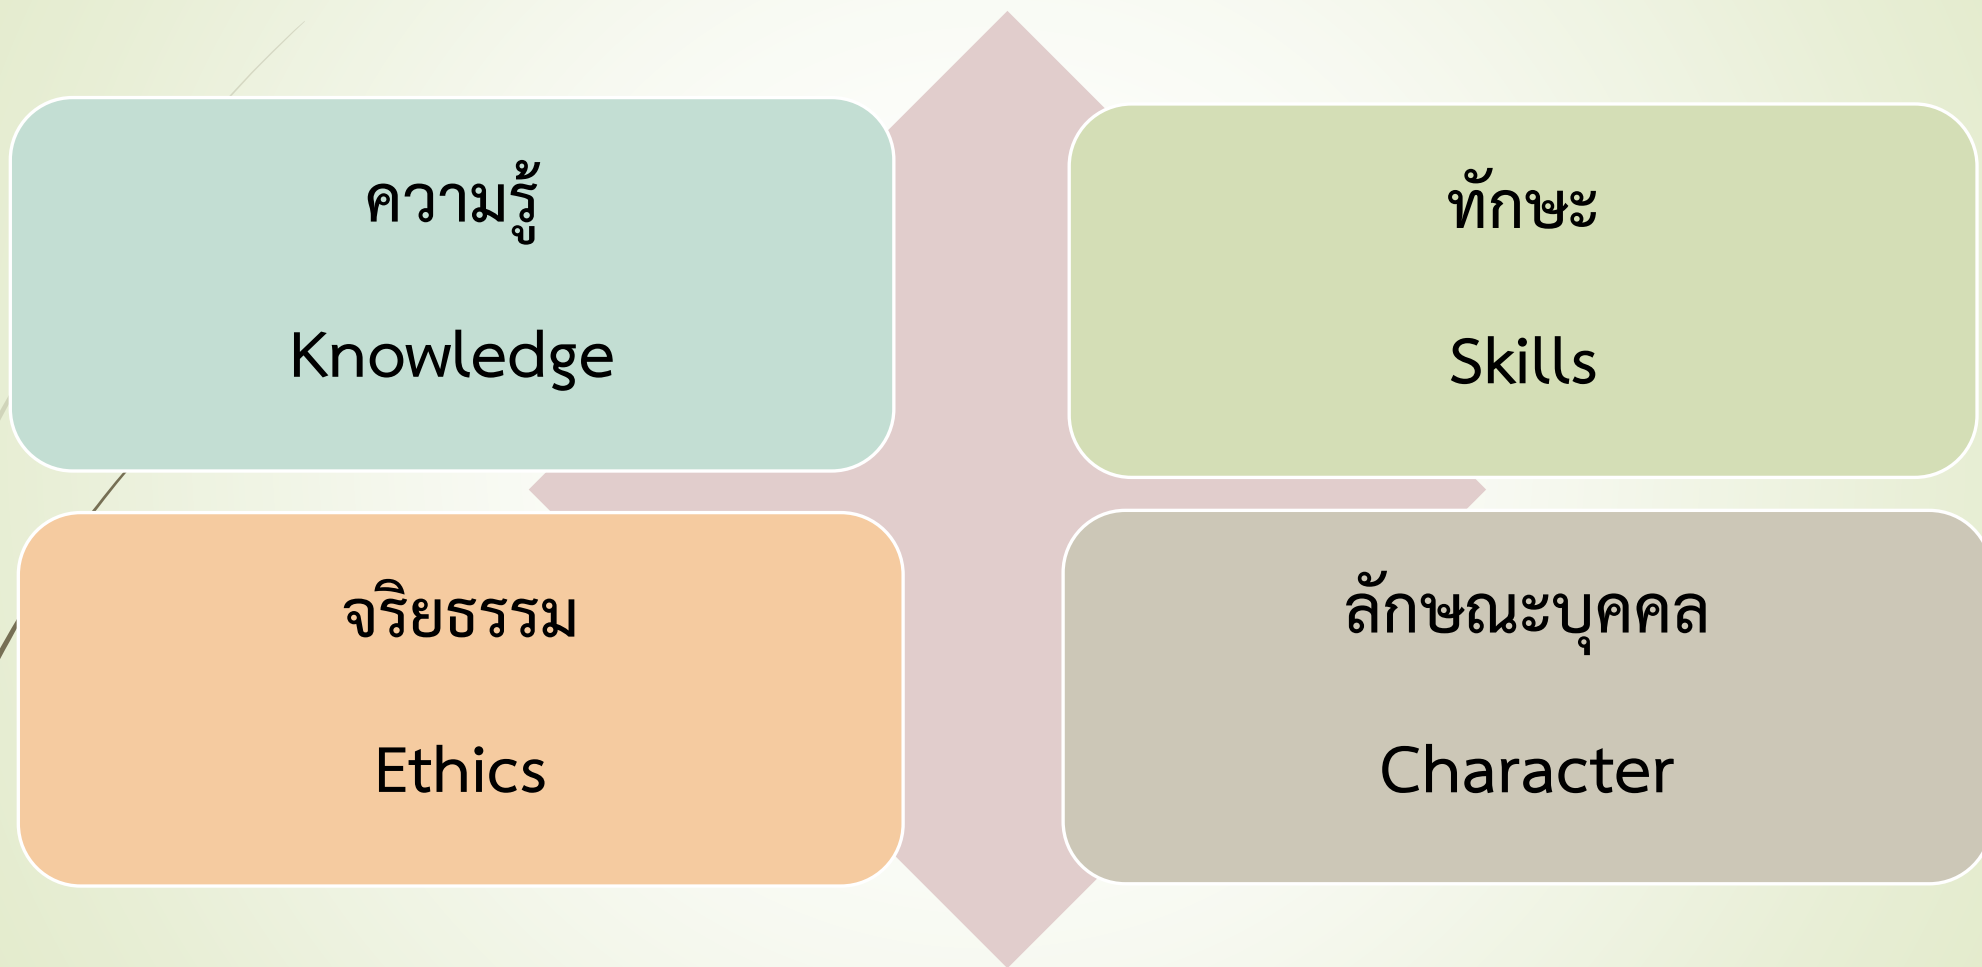 ความรู้
Knowledge
ทักษะ
Skills
จริยธรรม
Ethics
ลักษณะบุคคล
Character